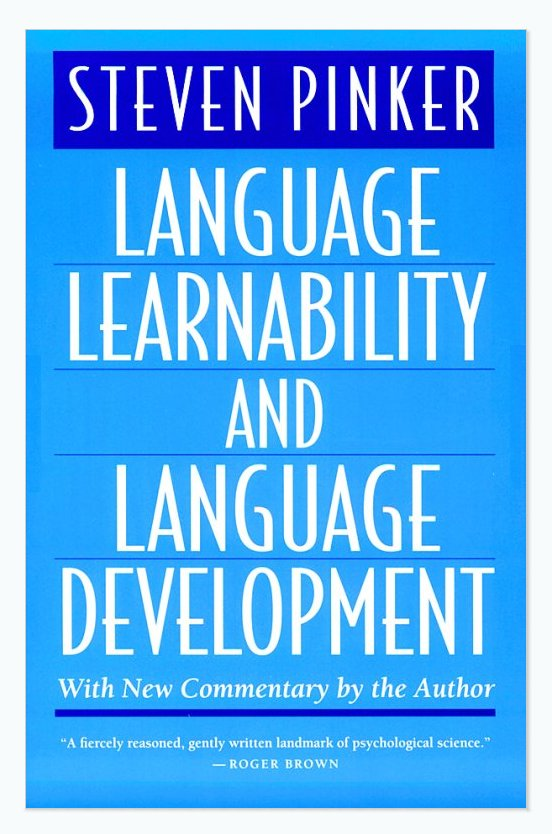 STEVEN PINKER
LANGUAGE
LEARNABILITY
AND
LANGUAGE
DEVELOPMENT
With New Commentary by the Author
“A fiercely reasoned, gently written landmark of psychological science.”
—ROGER BROWN